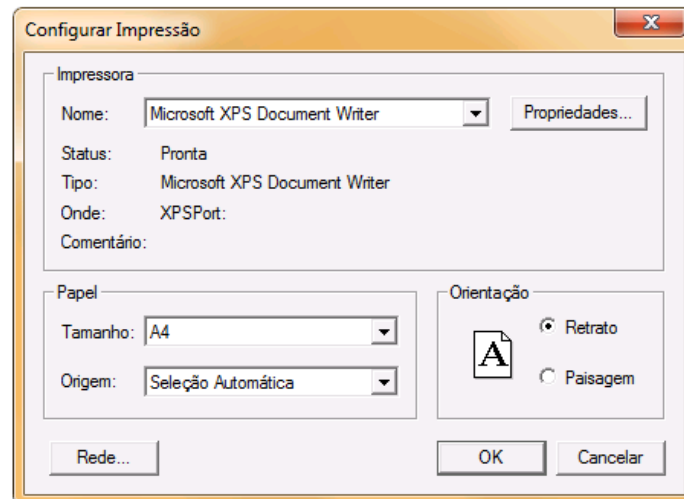 Configurar Impressão
Impressora
Nome: Microsoft XPS Document Writer Propriedades...
Status: Pronta
Tipo: Microsoft XPS Document Writer
Onde: XPSPort:
Comentário:
Papel
Tamanho: A4
Origem: Seleção Automática
Orientação
A
Retrato
Paisagem
Rede... OK Cancelar